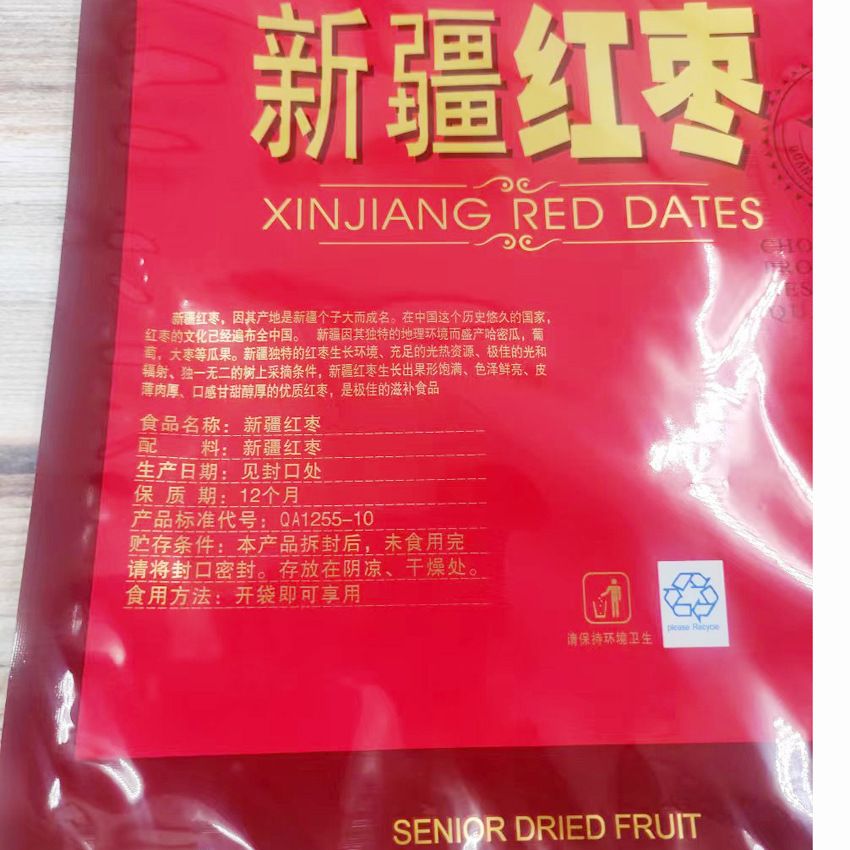 新疆红枣
XINJIANG RED DATES
新疆红枣，因其产地是新疆个子大而成名。在中国这个历史悠久的国家，
红枣的文化已经遍布全中国。 新疆因其独特的地理环境而盛产哈密瓜，葡
萄，大枣等瓜果。新疆独特的红枣生长环境、充足的光热资源、极佳的光和
辐射、独一无二的树上采摘条件，新疆红枣生长出果形饱满、色泽鲜亮、皮
薄肉厚、口感甘甜醇厚的优质红枣，是极佳的滋补食品
食品名称：新疆红枣
配 料：新疆红枣
生产日期：见封口处
保 质 期：12个月
产品标准代号：QA1255-10
贮存条件：本产品拆封后，未食用完
请将封口密封。存放在阴凉、干燥处。
食用方法：开袋即可享用
please Recycle
请保持环境卫生
SENIOR DRIED FRUIT